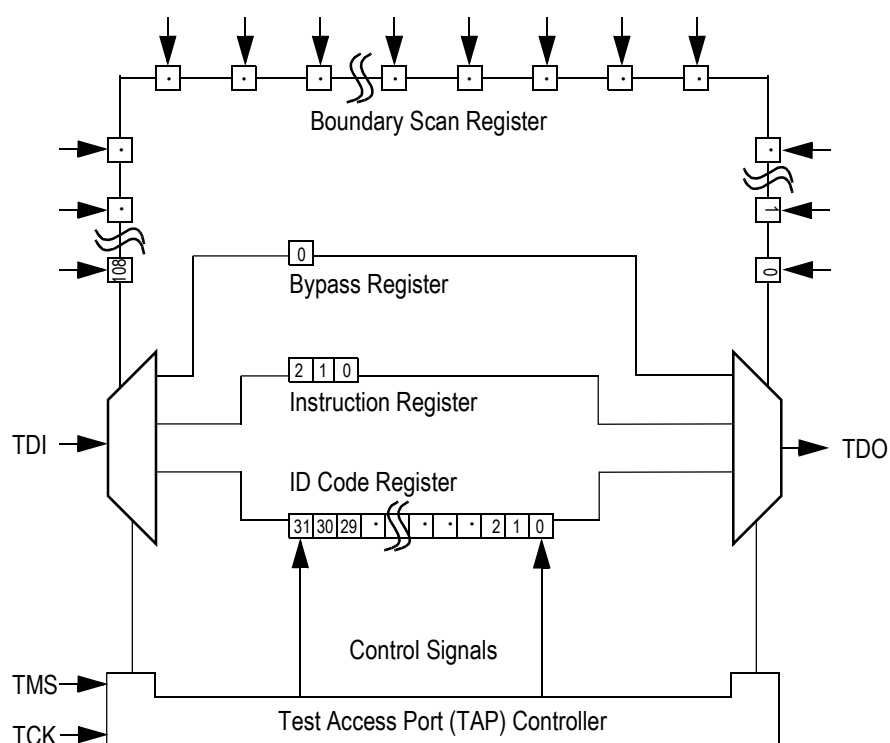 · · · · · · · ·
Boundary Scan Register
· ·
· 1
108 0 0
Bypass Register
2 1 0
Instruction Register
TDI TDO
ID Code Register
31 30 29 · · · · 2 1 0
Control Signals
TMS
Test Access Port (TAP) Controller
TCK